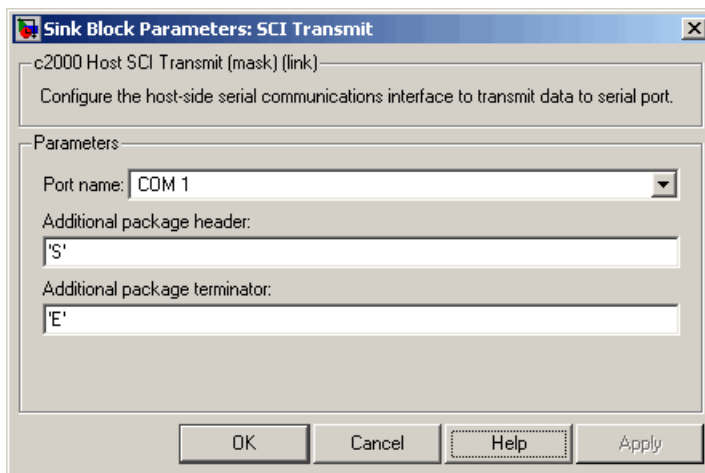 Sink Block Parameters: SCI Transmit
c2000 Host SCI Transmit (mask) (link)
Configure the host-side serial communications interface to transmit data to serial port.
Parameters
Port name: COM 1
Additional package header:
'S'
Additional package terminator:
'E'
OK Cancel Help Apply